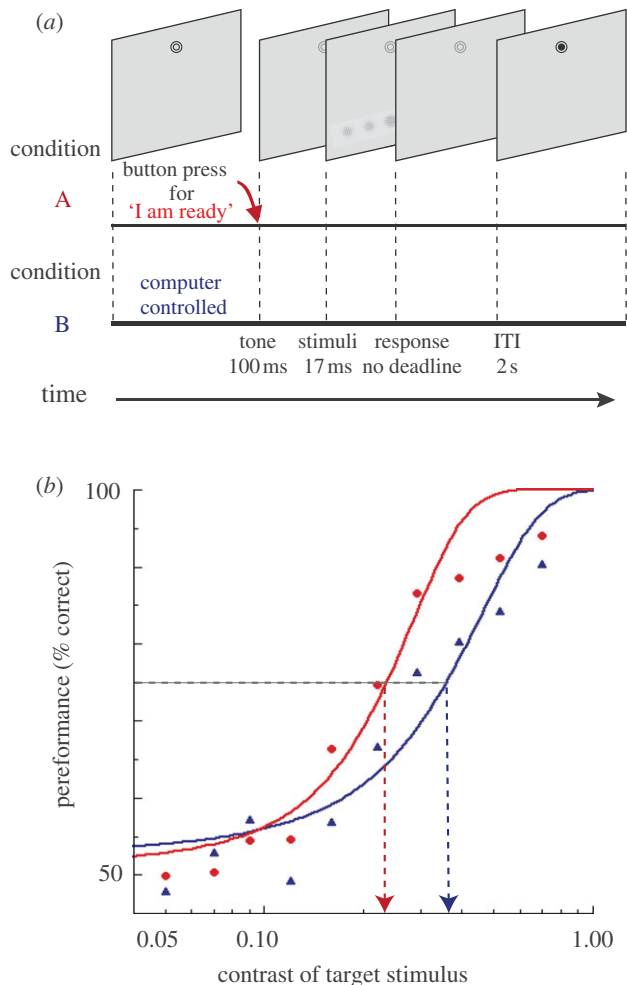 (a)
condition
A
button press
for
'I am ready'
condition
B
computer
controlled
tone
100 ms
stimuli
17 ms
response
no deadline
ITI
2 s
time
(b)
100
50
pereformance (% correct)
0.05
0.10
1.00
contrast of target stimulus